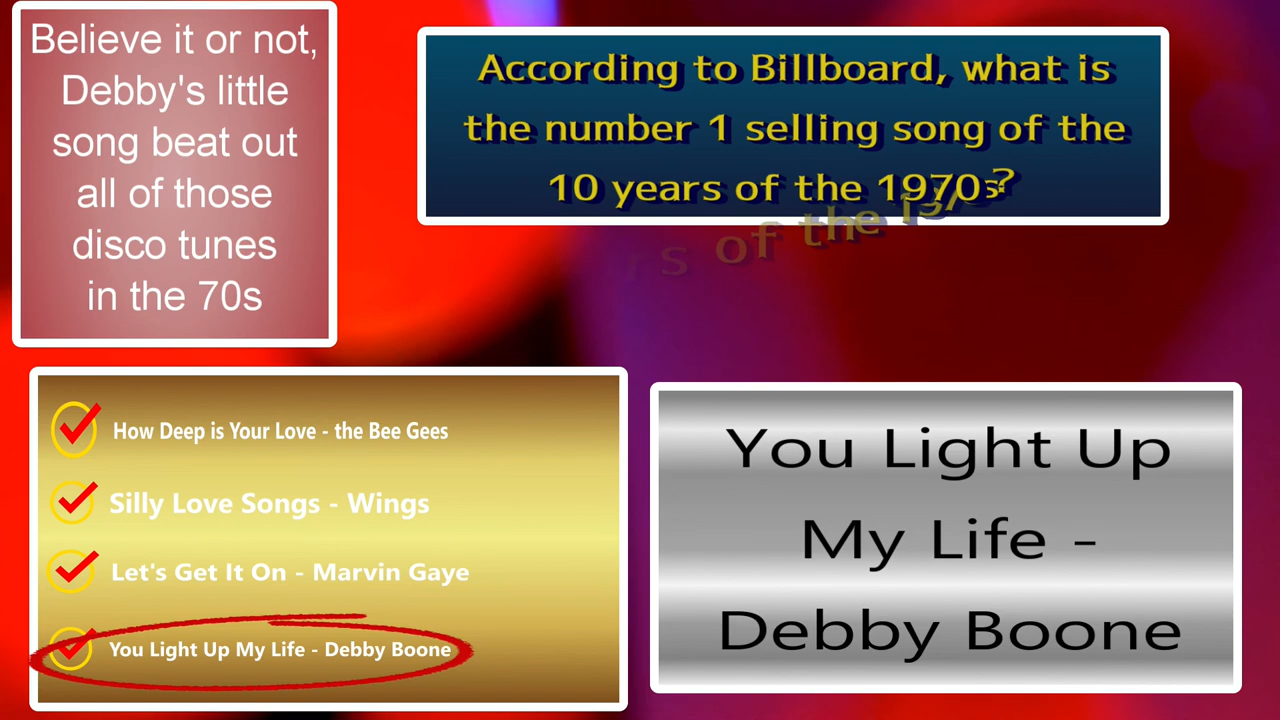 Believe it or not,
Debby's little
song beat out
all of those
disco tunes
in the 70s
According to Billboard, what is
the number 1 selling song of the
10 years of the 1970s?
How Deep is Your Love - the Bee Gees
Silly Love Songs - Wings
Let's Get It On - Marvin Gaye
You Light Up My Life - Debby Boone
You Light Up
My Life -
Debby Boone